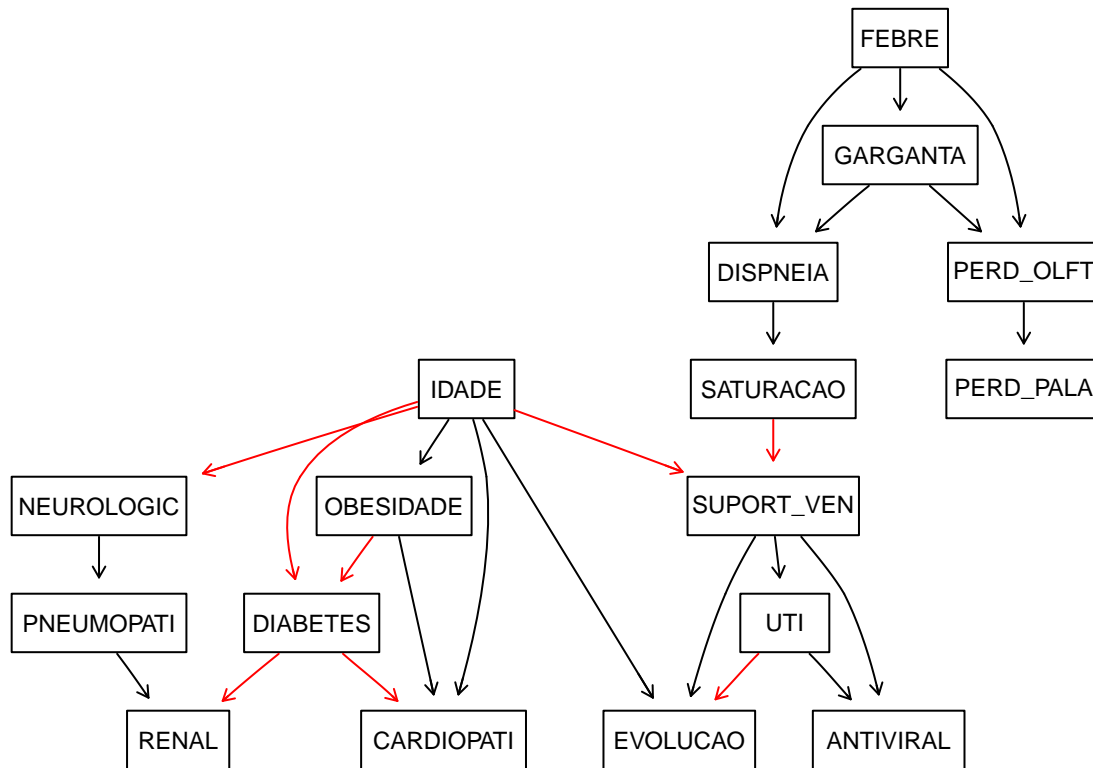 FEBRE
GARGANTA
DISPNEIA
PERD_OLFT
IDADE
SATURACAO
PERD_PALA
NEUROLOGIC
OBESIDADE
SUPORT_VEN
PNEUMOPATI
DIABETES
UTI
RENAL
CARDIOPATI
EVOLUCAO
ANTIVIRAL